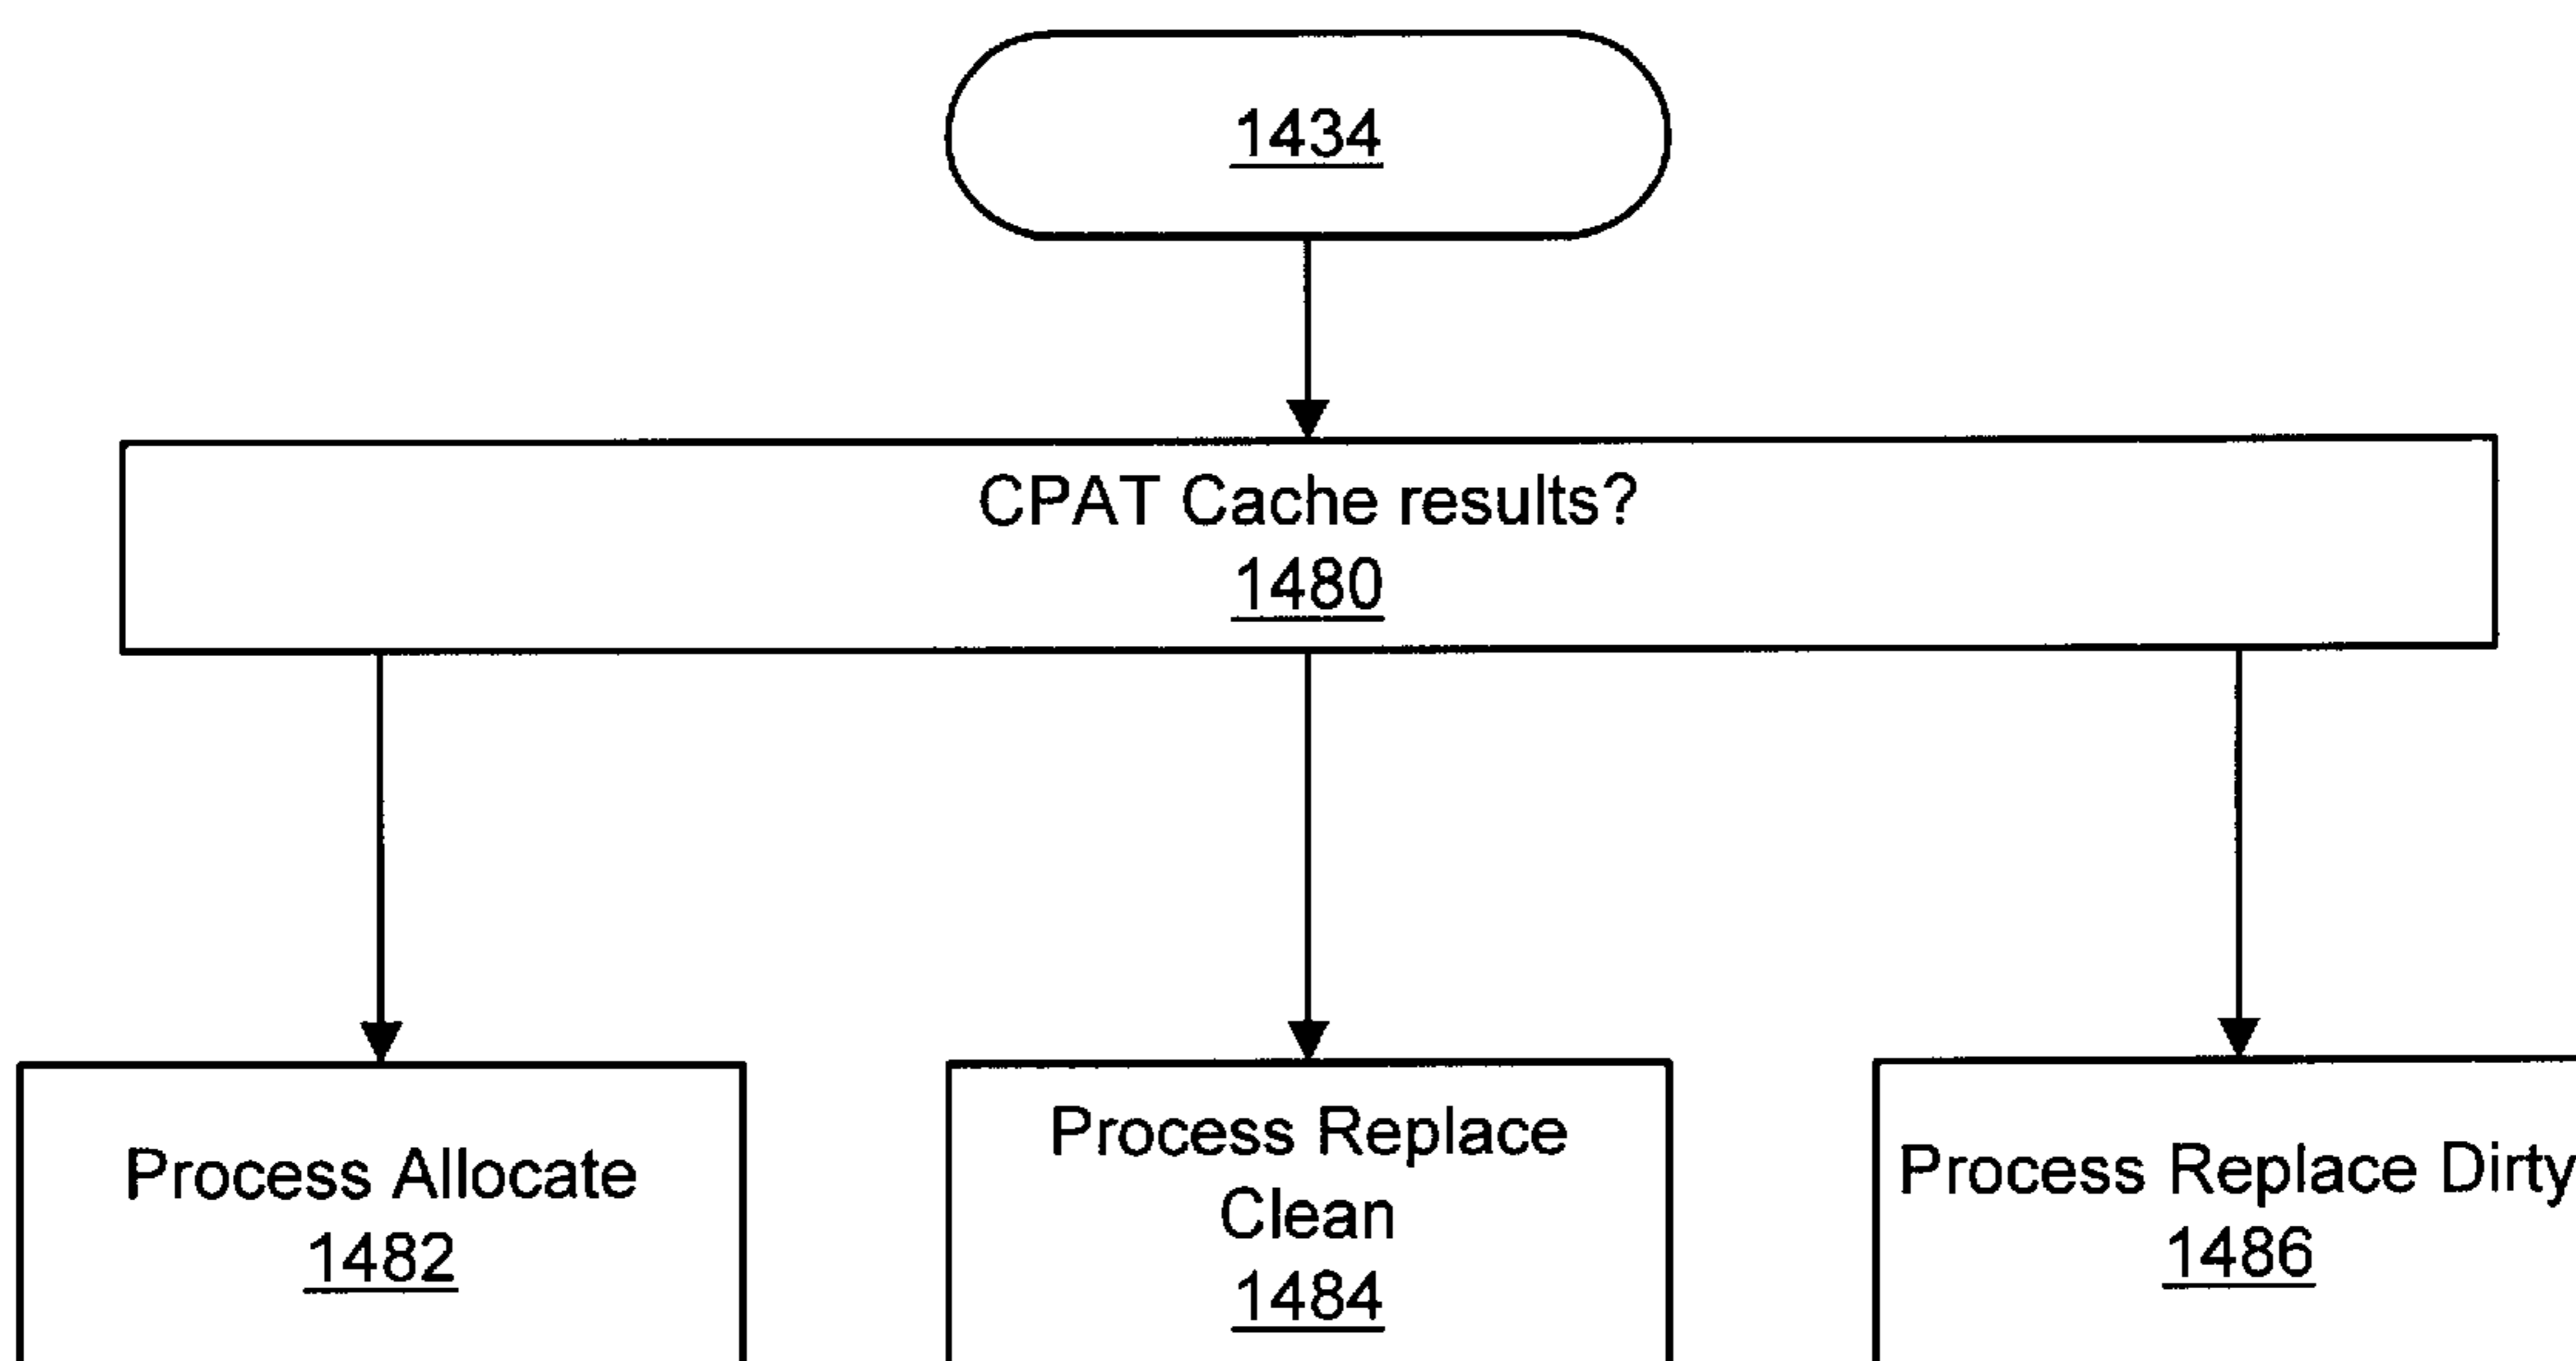 1434
CPAT Cache results?
1480
Process Allocate
1482
Process Replace
Clean
1484
Process Replace Dirty
1486